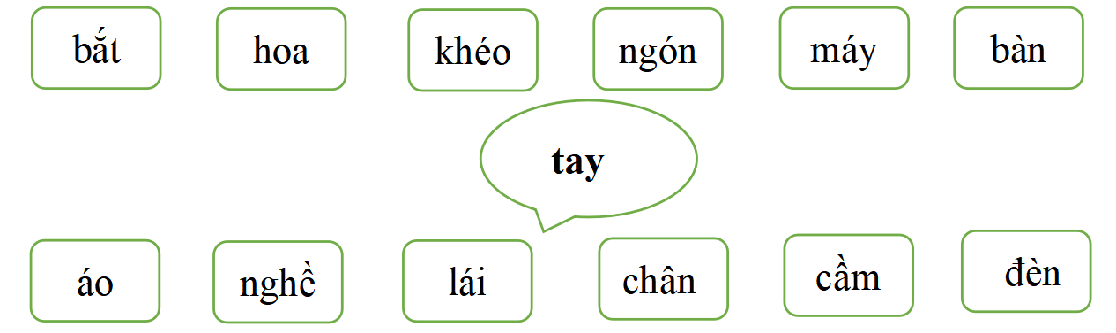 bắt hoa khéo ngón máy bàn
tay
áo nghề lái chân cầm đèn